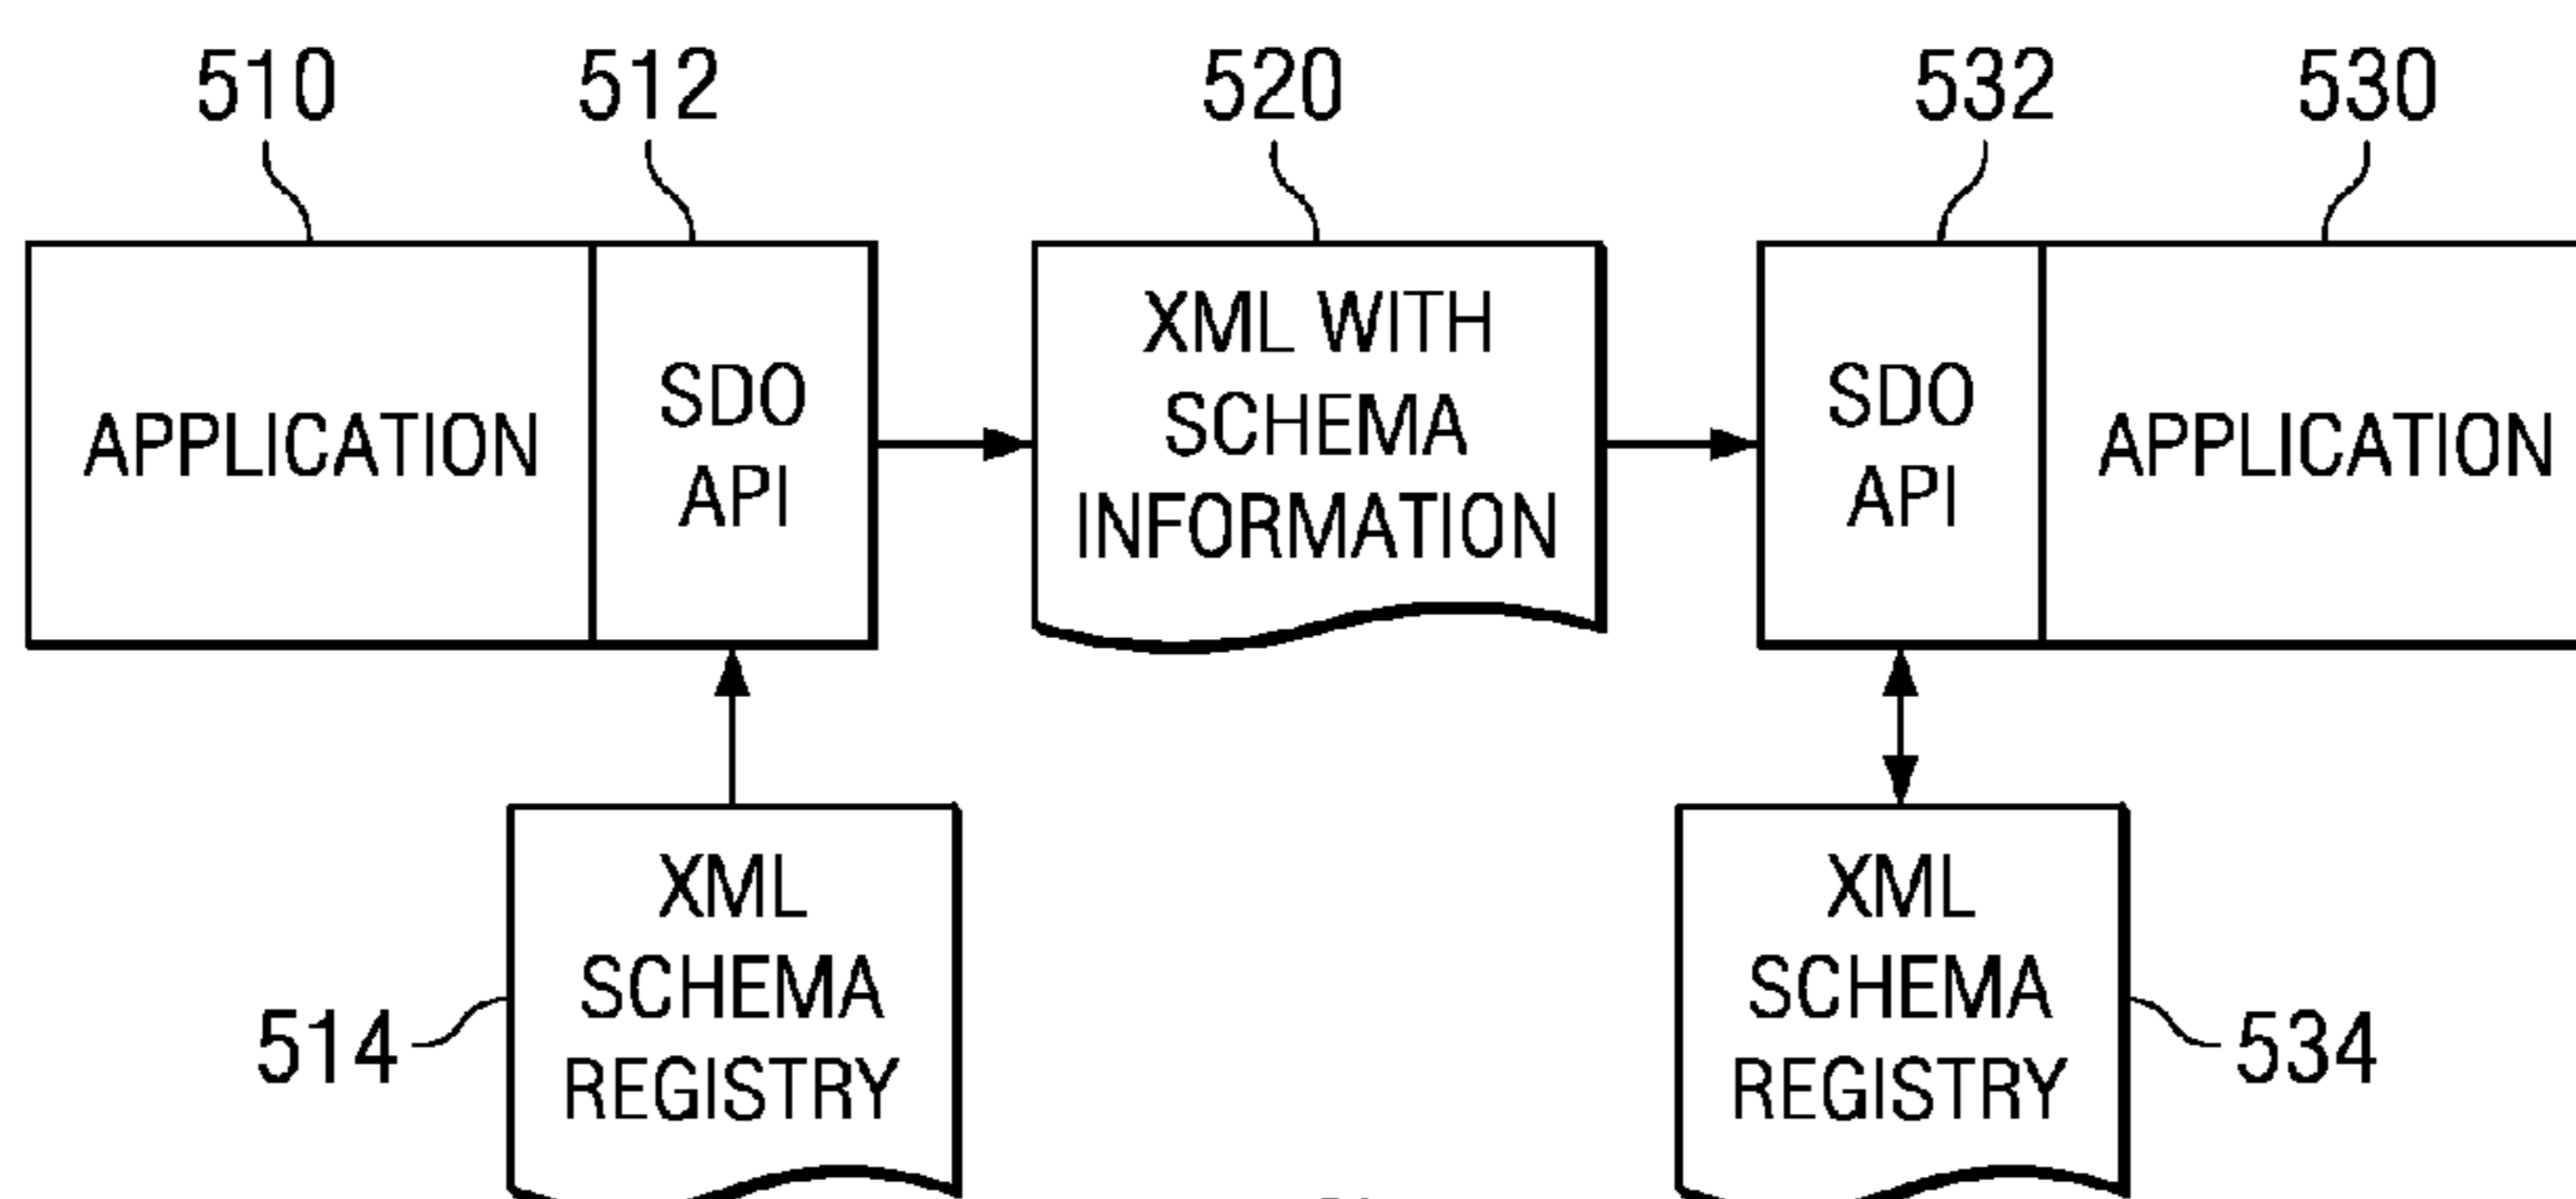 510
512
520
532
530
APPLICATION
SDO
API
XML WITH
SCHEMA
INFORMATION
SDO
API
APPLICATION
XML
SCHEMA
REGISTRY
514
XML
SCHEMA
REGISTRY
534